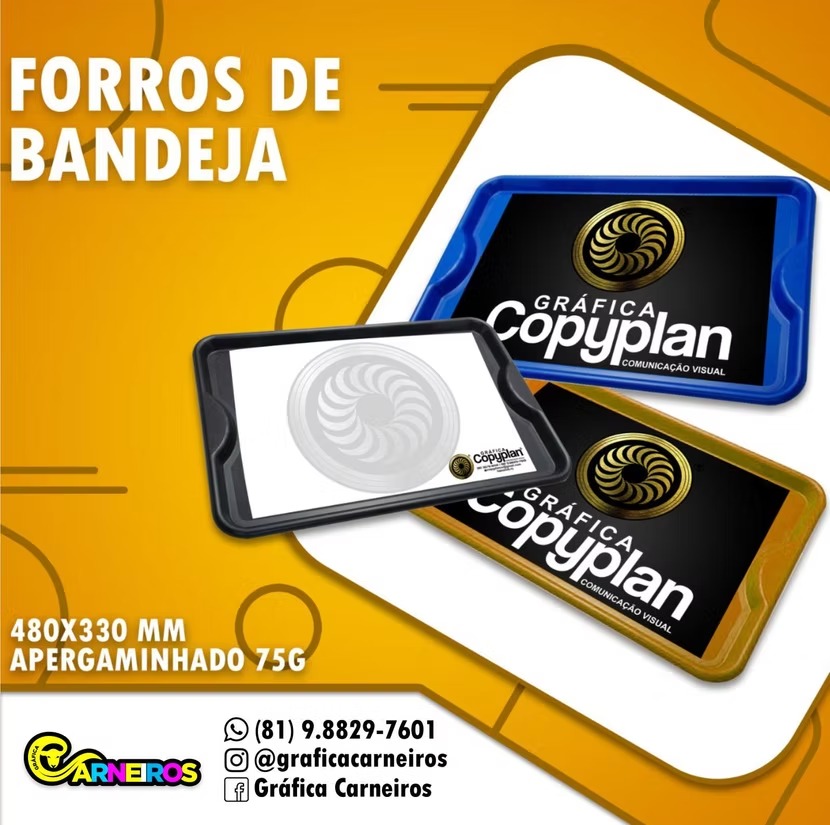 FORROS DE
BANDEJA
GRÁFICA
Copyplan
COMUNICAÇÃO VISUAL
GRÁFICA
Copyplan
GRÁFICA
Copyplan
COMUNICAÇÃO VISUAL
480X330 MM
APERGAMINHADO 75G
GRÁFICA
CARNEIROS
(81) 9.8829-7601
@graficacarneiros
Gráfica Carneiros